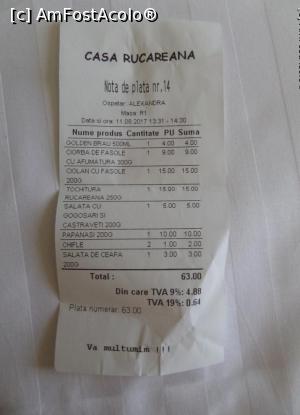 [c] AmFostAcolo®
CASA RUCAREANA
Nota de plata nr.14
Ospatar: ALEXANDRA
Masa: R1
Data si ora: 11.08.2017 13:31 - 14:30
Nume produs Cantitate PU Suma
GOLDEN BRAU 500ML 1 4.00 4.00
CIORBA DE FASOLE 1 9.00 9.00
CU AFUMATURA 300G
CIOLAN CU FASOLE 1 15.00 15.00
200G
TOCHITURA 1 15.00 15.00
RUCAREANA 250G
SALATA CU 1 5.00 5.00
GOGOSARI SI
CASTRAVETI 200G
PAPANASI 200G 1 10.00 10.00
CHIFLE 2 1.00 2.00
SALATA DE CEAPA 1 3.00 3.00
200G
Total : 63.00
Din care TVA 9%: 4.88
TVA 19%: 0.64
Plata numerar: 63.00
Va multumim !!!